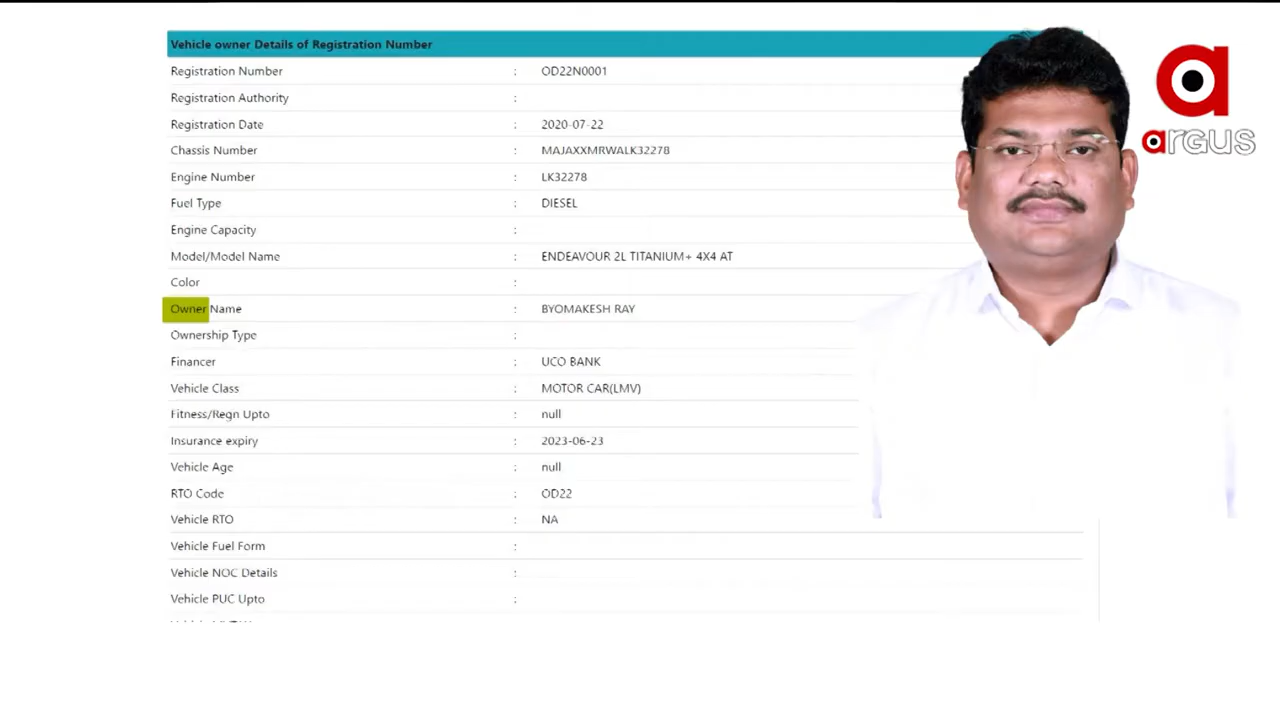 Vehicle owner Details of Registration Number
Registration Number : OD22N0001
Registration Authority :
Registration Date : 2020-07-22
Chassis Number : MAJAXXMRWALK32278
Engine Number : LK32278
Fuel Type : DIESEL
Engine Capacity :
Model/Model Name : ENDEAVOUR 2L TITANIUM+ 4X4 AT
Color :
Owner Name : BYOMAKESH RAY
Ownership Type :
Financer : UCO BANK
Vehicle Class : MOTOR CAR(LMV)
Fitness/Regn Upto : null
Insurance expiry : 2023-06-23
Vehicle Age : null
RTO Code : OD22
Vehicle RTO : NA
Vehicle Fuel Form :
Vehicle NOC Details :
Vehicle PUC Upto :
a
argus